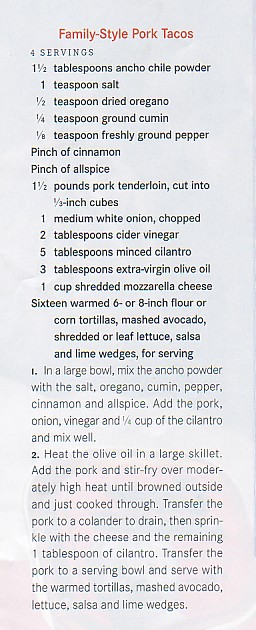 Family-Style Pork Tacos
4 SERVINGS
1½ tablespoons ancho chile powder
1 teaspoon salt
½ teaspoon dried oregano
¼ teaspoon ground cumin
⅛ teaspoon freshly ground pepper
Pinch of cinnamon
Pinch of allspice
1½ pounds pork tenderloin, cut into
⅓-inch cubes
1 medium white onion, chopped
2 tablespoons cider vinegar
5 tablespoons minced cilantro
3 tablespoons extra-virgin olive oil
1 cup shredded mozzarella cheese
Sixteen warmed 6- or 8-inch flour or
corn tortillas, mashed avocado,
shredded or leaf lettuce, salsa
and lime wedges, for serving
1. In a large bowl, mix the ancho powder
with the salt, oregano, cumin, pepper,
cinnamon and allspice. Add the pork,
onion, vinegar and ¼ cup of the cilantro
and mix well.
2. Heat the olive oil in a large skillet.
Add the pork and stir-fry over moder-
ately high heat until browned outside
and just cooked through. Transfer the
pork to a colander to drain, then sprin-
kle with the cheese and the remaining
1 tablespoon of cilantro. Transfer the
pork to a serving bowl and serve with
the warmed tortillas, mashed avocado,
lettuce, salsa and lime wedges.